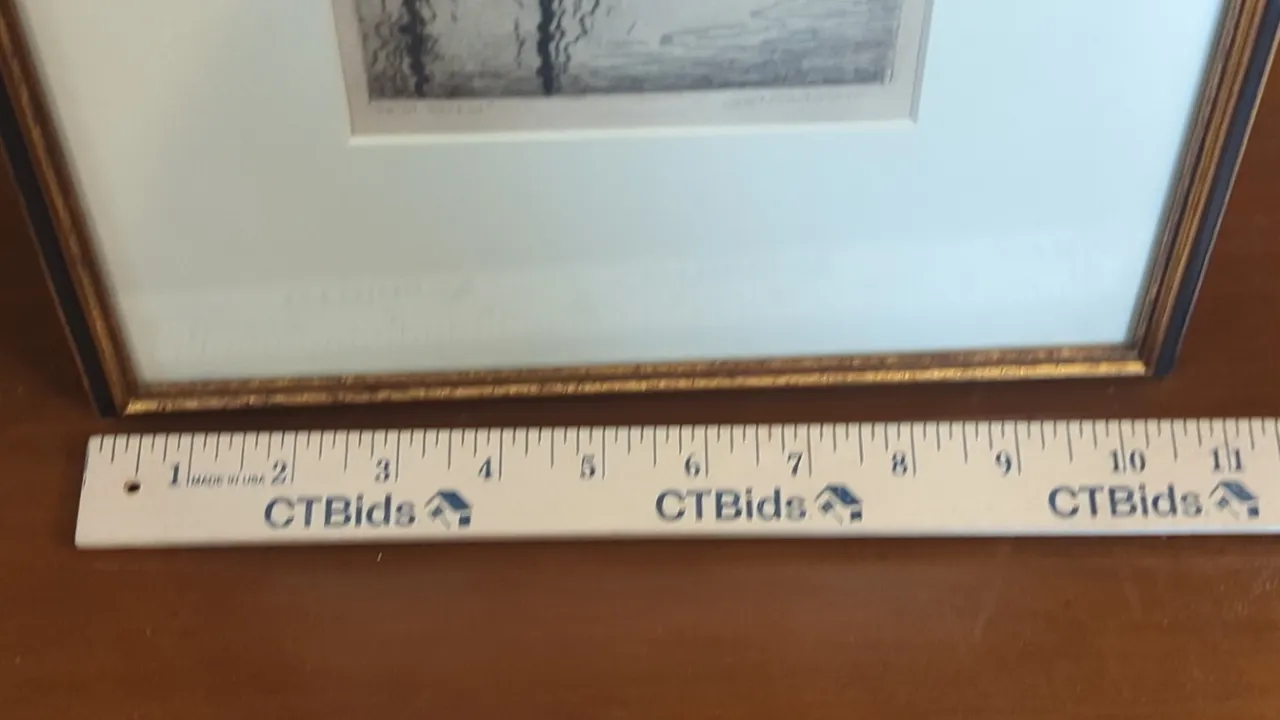 1 MADE IN USA 2 3 4 5 6 7 8 9 10 11
CTBids CTBids CTBids